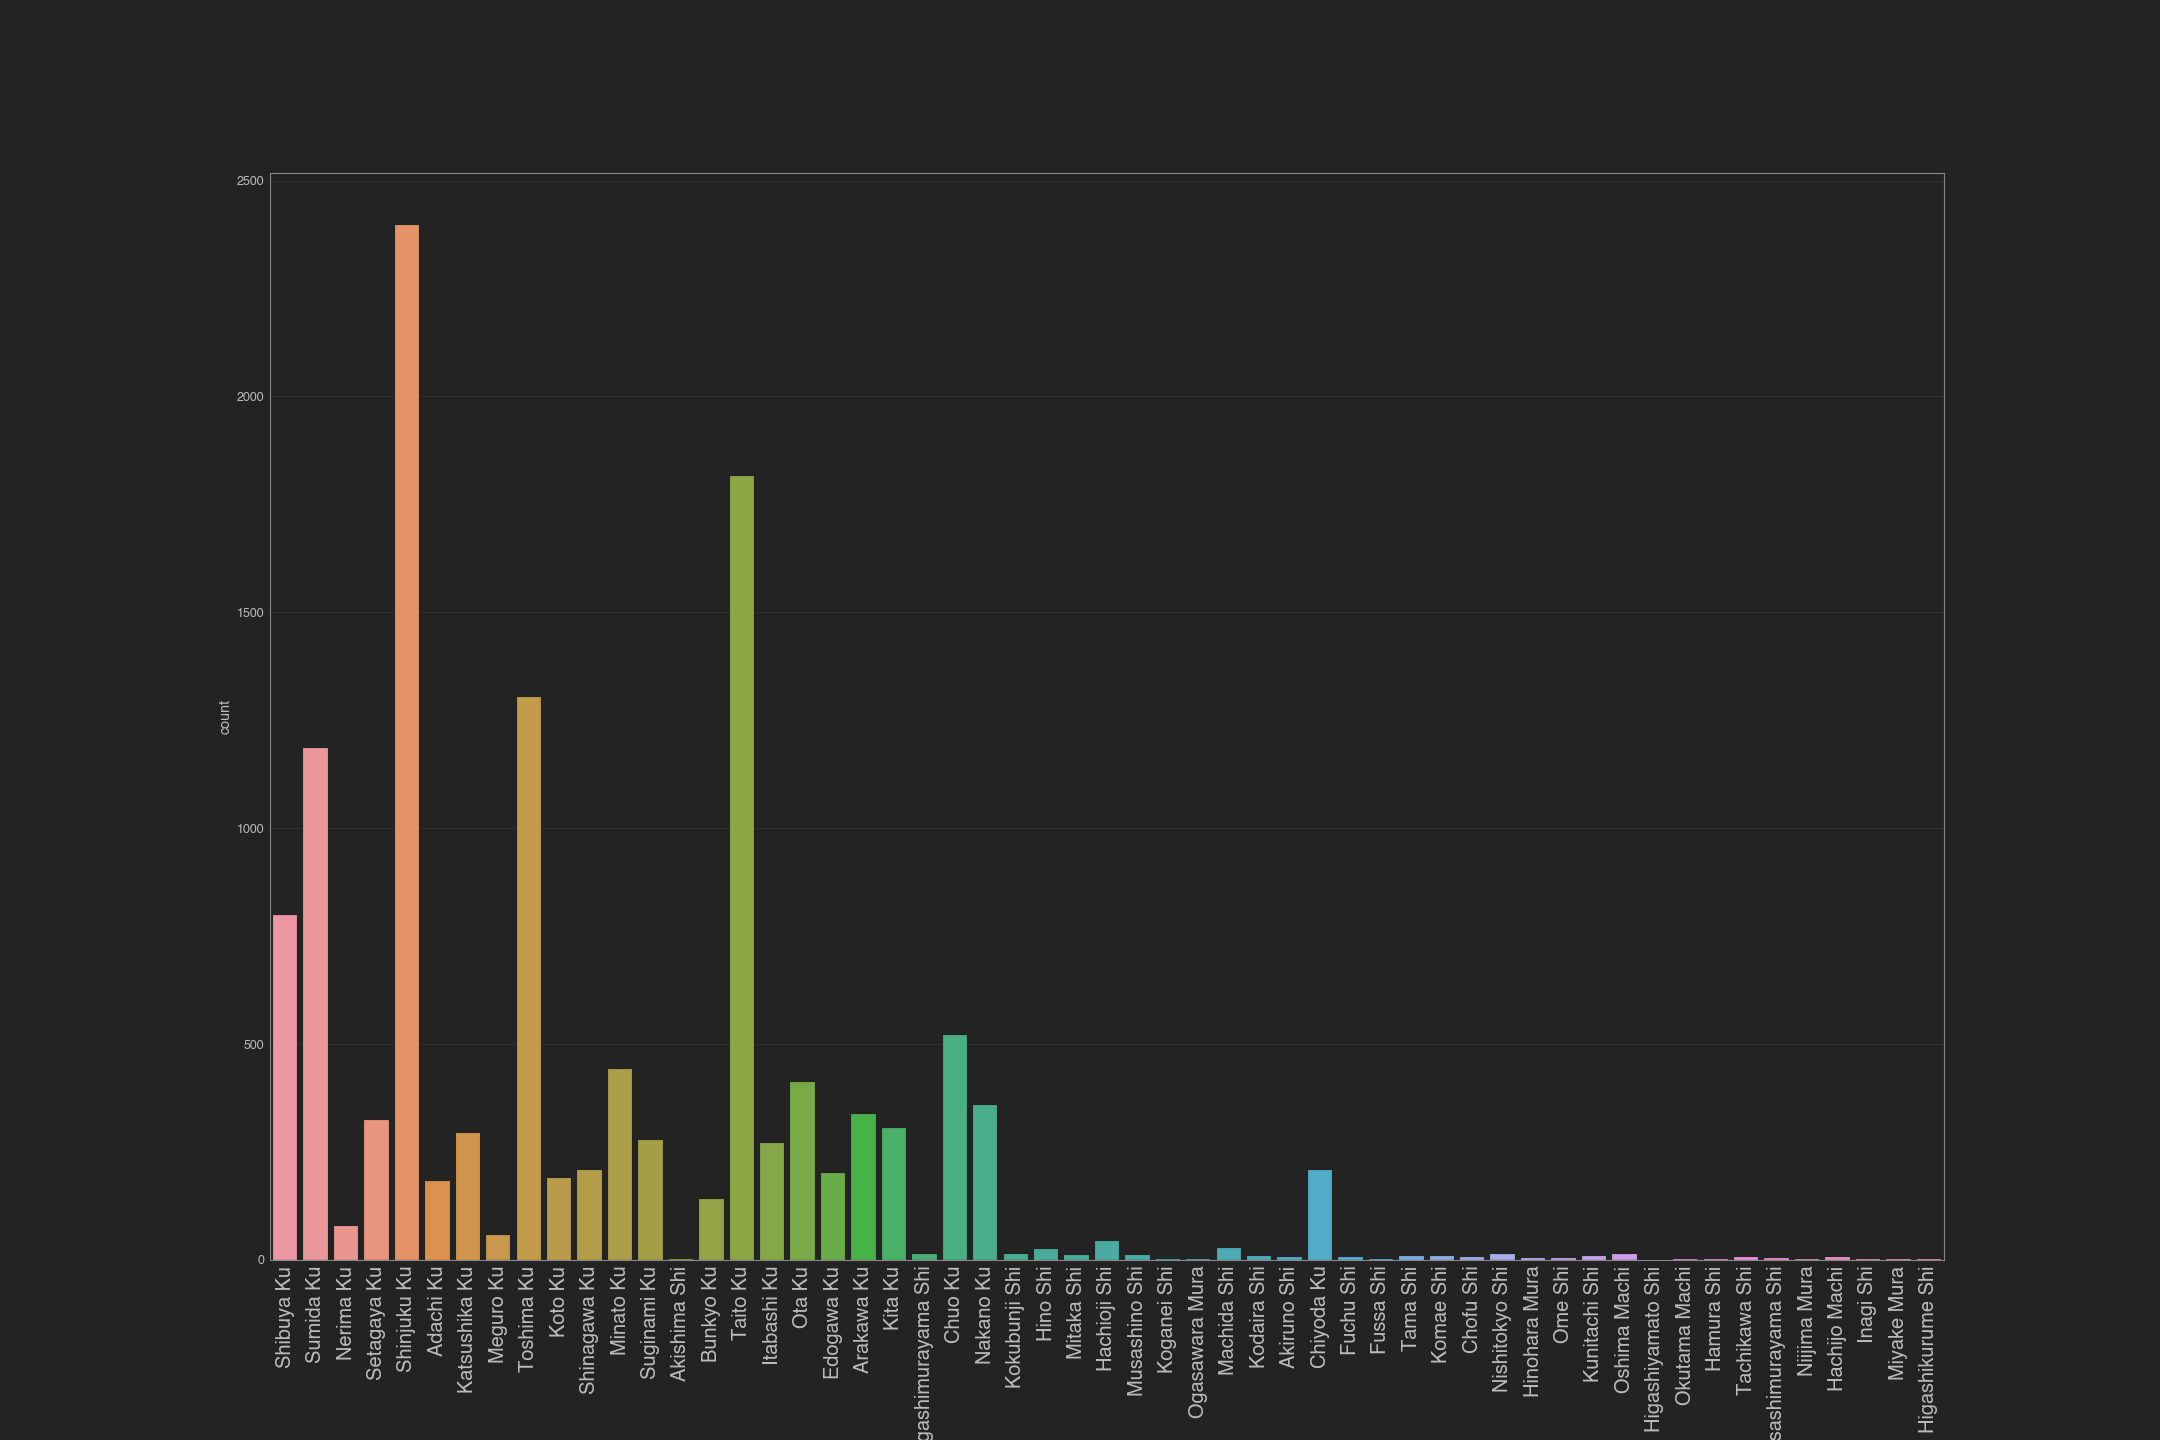 2500
2000
1500
1000
500
0
count
Shibuya Ku
Sumida Ku
Nerima Ku
Setagaya Ku
Shinjuku Ku
Adachi Ku
Katsushika Ku
Meguro Ku
Toshima Ku
Koto Ku
Shinagawa Ku
Minato Ku
Suginami Ku
Akishima Shi
Bunkyo Ku
Taito Ku
Itabashi Ku
Ota Ku
Edogawa Ku
Arakawa Ku
Kita Ku
gashimurayama Shi
Chuo Ku
Nakano Ku
Kokubunji Shi
Hino Shi
Mitaka Shi
Hachioji Shi
Musashino Shi
Koganei Shi
Ogasawara Mura
Machida Shi
Kodaira Shi
Akiruno Shi
Chiyoda Ku
Fuchu Shi
Fussa Shi
Tama Shi
Komae Shi
Chofu Shi
Nishitokyo Shi
Hinohara Mura
Ome Shi
Kunitachi Shi
Oshima Machi
Higashiyamato Shi
Okutama Machi
Hamura Shi
Tachikawa Shi
sashimurayama Shi
Niijima Mura
Hachijo Machi
Inagi Shi
Miyake Mura
Higashikurume Shi